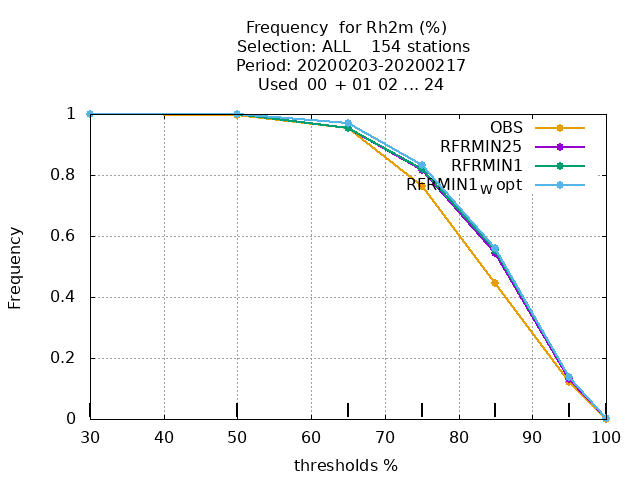 Frequency for Rh2m (%)
Selection: ALL 154 stations
Period: 20200203-20200217
Used 00 + 01 02 ... 24
OBS
RFRMIN25
RFRMIN1
RFRMIN1w opt
1
0.8
0.6
0.4
0.2
0
Frequency
30 40 50 60 70 80 90 100
thresholds %